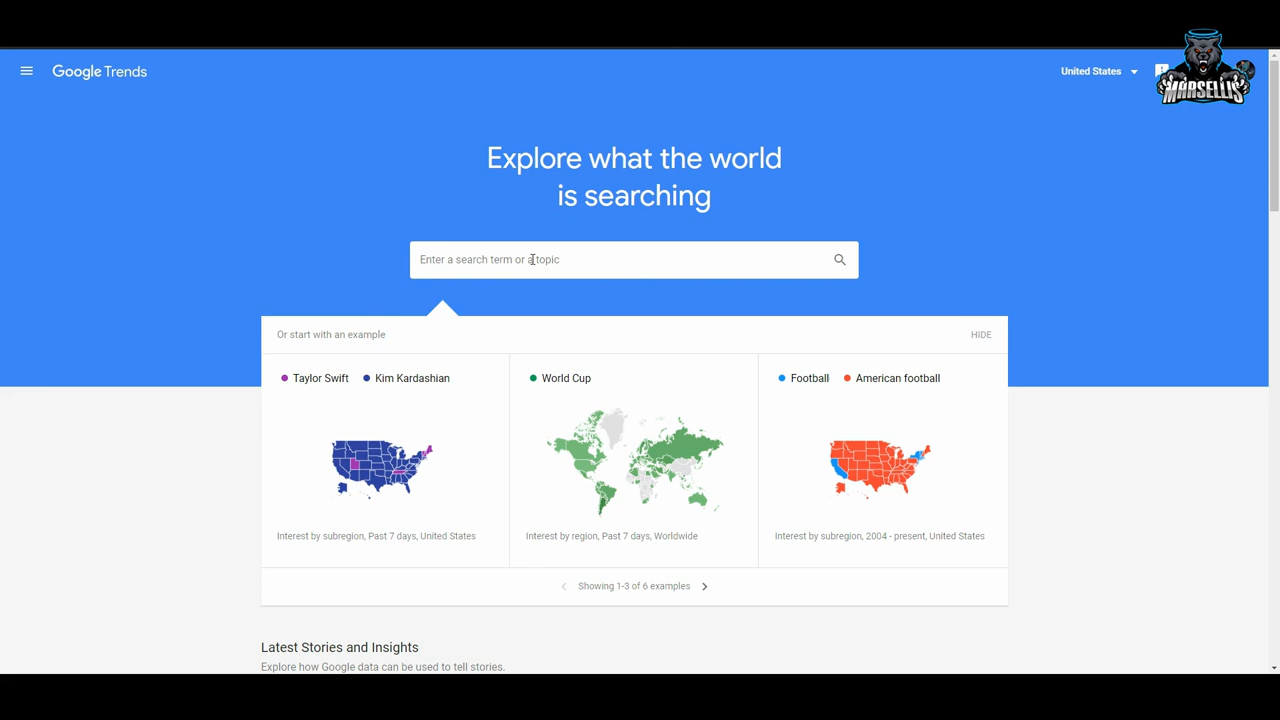 Google Trends
United States
MARSELLIS
Explore what the world
is searching
Enter a search term or a topic
Or start with an example
HIDE
Taylor Swift
Kim Kardashian
World Cup
Football
American football
Interest by subregion, Past 7 days, United States
Interest by region, Past 7 days, Worldwide
Interest by subregion, 2004 - present, United States
Showing 1-3 of 6 examples
Latest Stories and Insights
Explore how Google data can be used to tell stories.